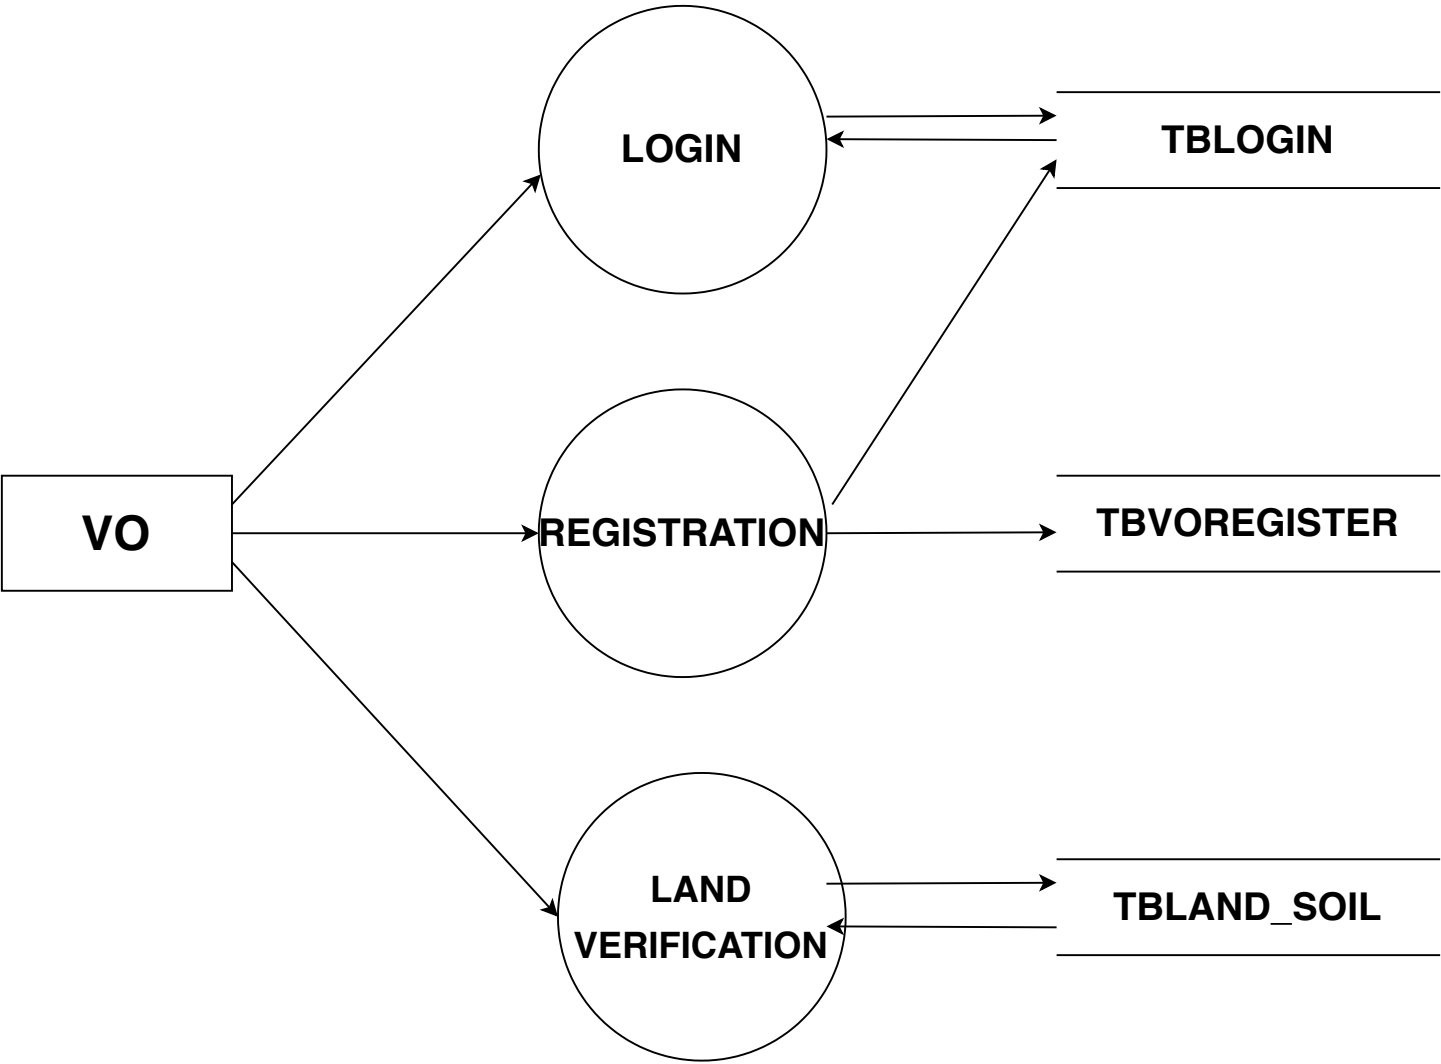 LOGIN
TBLOGIN
VO
REGISTRATION
TBVOREGISTER
LAND
VERIFICATION
TBLAND_SOIL